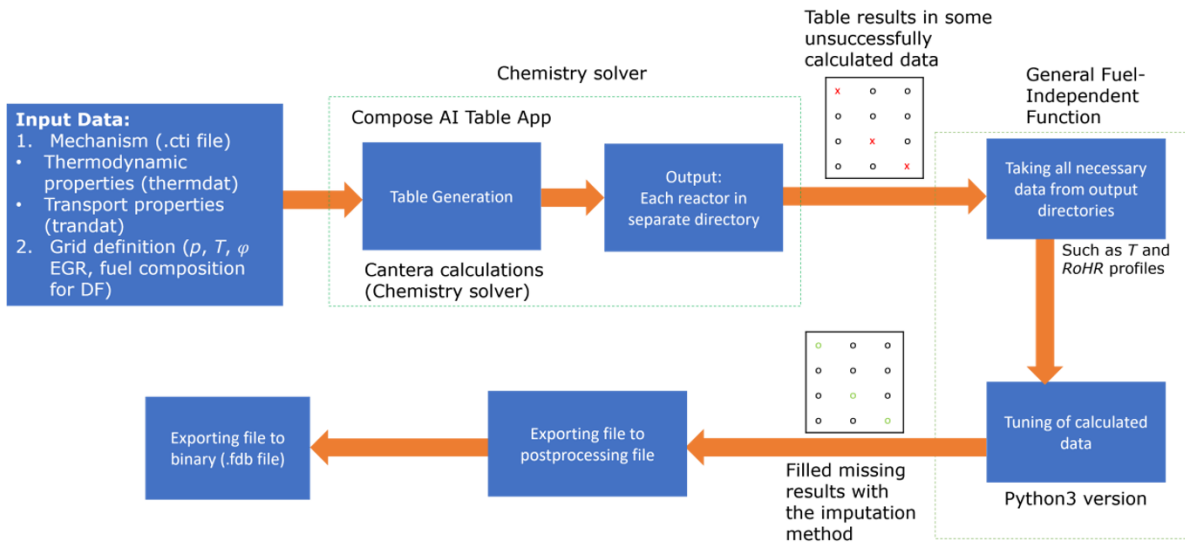 Table results in some
unsuccessfully
calculated data
Chemistry solver
General Fuel-
Independent
Function
Input Data:
1. Mechanism (.cti file)
• Thermodynamic
properties (thermdat)
• Transport properties
(trandat)
2. Grid definition (p, T, φ
EGR, fuel composition
for DF)
Compose AI Table App
Table Generation
Cantera calculations
(Chemistry solver)
Output:
Each reactor in
separate directory
x o o
o o o
o x o
o o x
Taking all necessary
data from output
directories
Such as T and
RoHR profiles
Tuning of calculated
data
Python3 version
o o o
o o o
o o o
o o o
Filled missing
results with
the imputation
method
Exporting file to
postprocessing file
Exporting file to
binary (.fdb file)